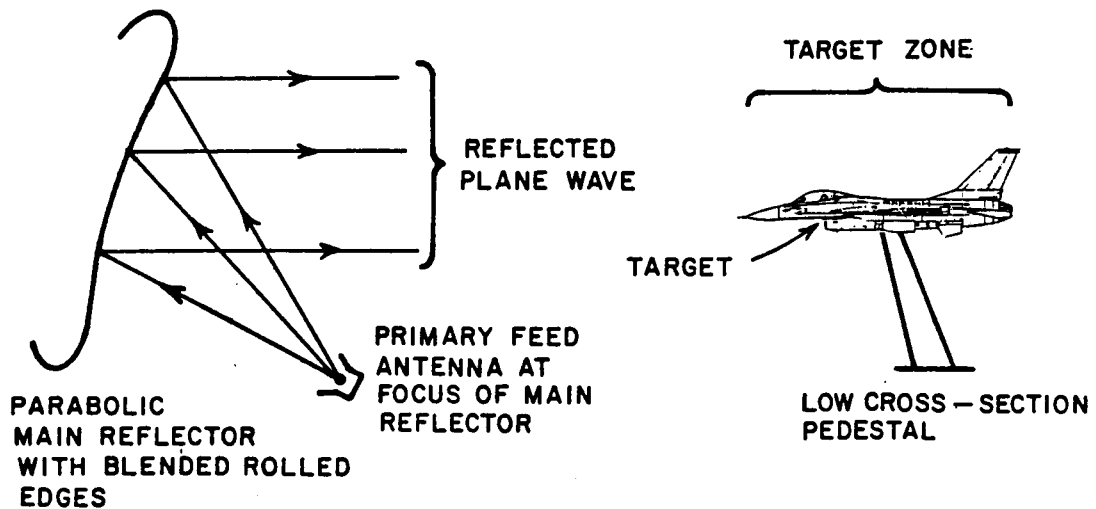 TARGET ZONE
REFLECTED
PLANE WAVE
TARGET
PRIMARY FEED
ANTENNA AT
FOCUS OF MAIN
REFLECTOR
PARABOLIC
MAIN REFLECTOR
WITH BLENDED ROLLED
EDGES
LOW CROSS-SECTION
PEDESTAL